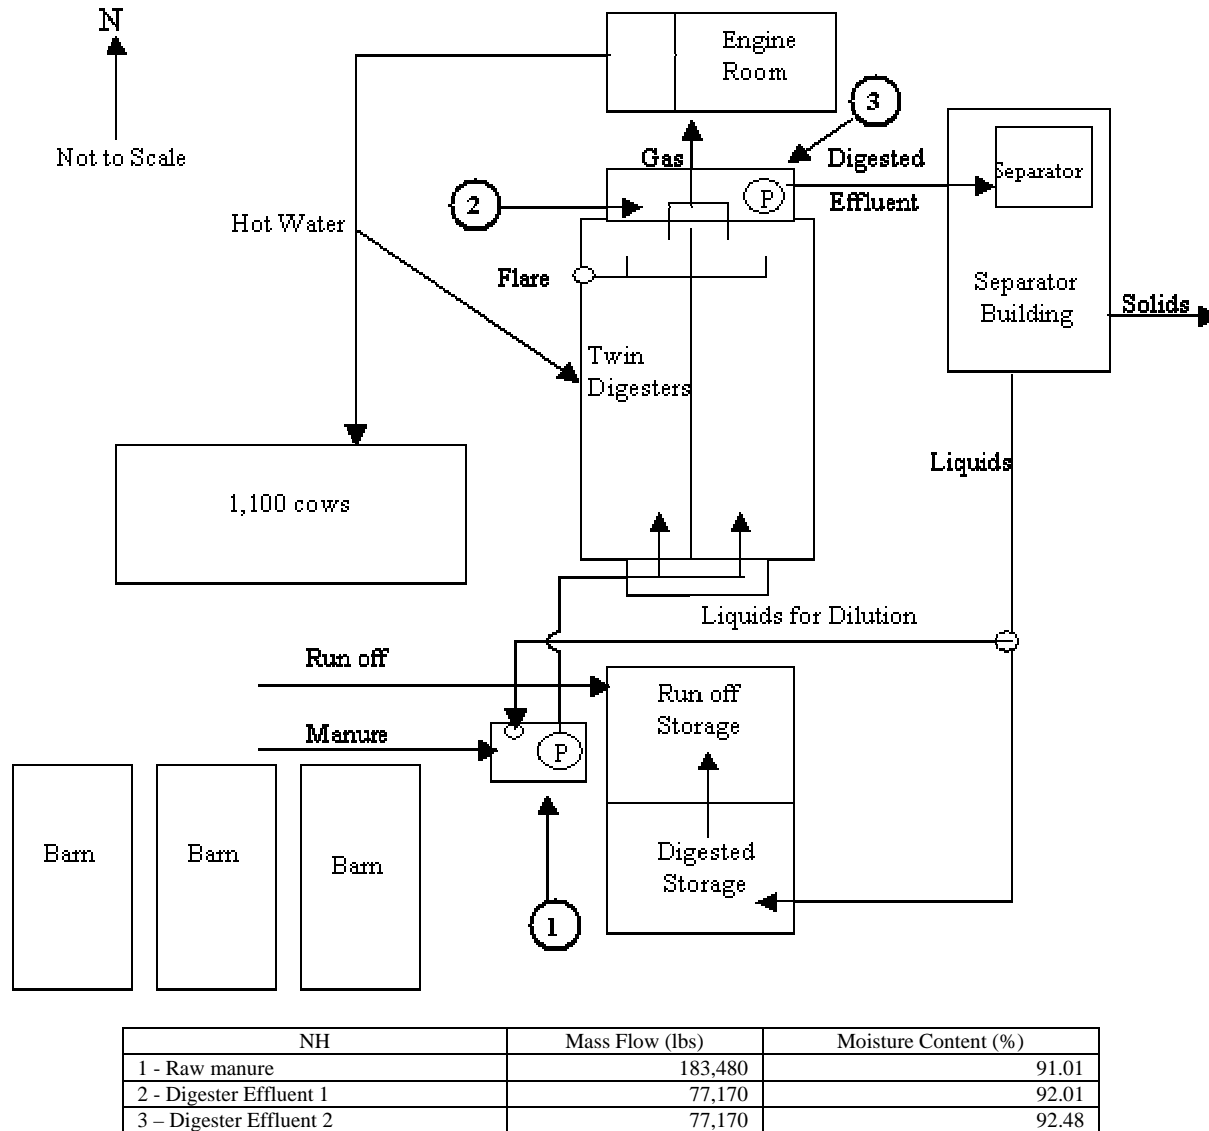 N
Not to Scale
Engine
Room
3
Gas
Digested
Effluent
Separator
2
P
Hot Water
Flare
Separator
Building
Solids
Twin
Digesters
Liquids
1,100 cows
Liquids for Dilution
Run off
Run off
Storage
Manure
P
Barn
Barn
Barn
Digested
Storage
1
NH Mass Flow (lbs) Moisture Content (%)
1 - Raw manure 183,480 91.01
2 - Digester Effluent 1 77,170 92.01
3 – Digester Effluent 2 77,170 92.48